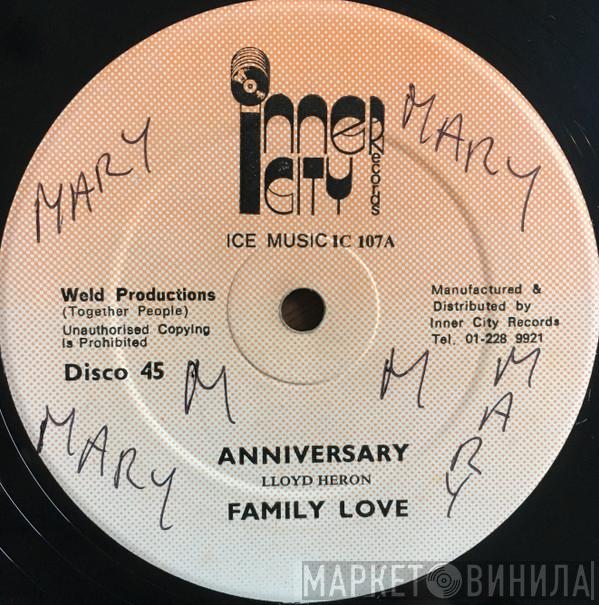 inner
CITY
Records
MARY
MARY
ICE MUSIC IC 107A
Weld Productions
(Together People)
Unauthorised Copying
Is Prohibited
Manufactured &
Distributed by
Inner City Records
Tel. 01-228 9921
Disco 45
M
M
MARY
MARY
ANNIVERSARY
LLOYD HERON
FAMILY LOVE
МАРКЕТ ВИНИЛА